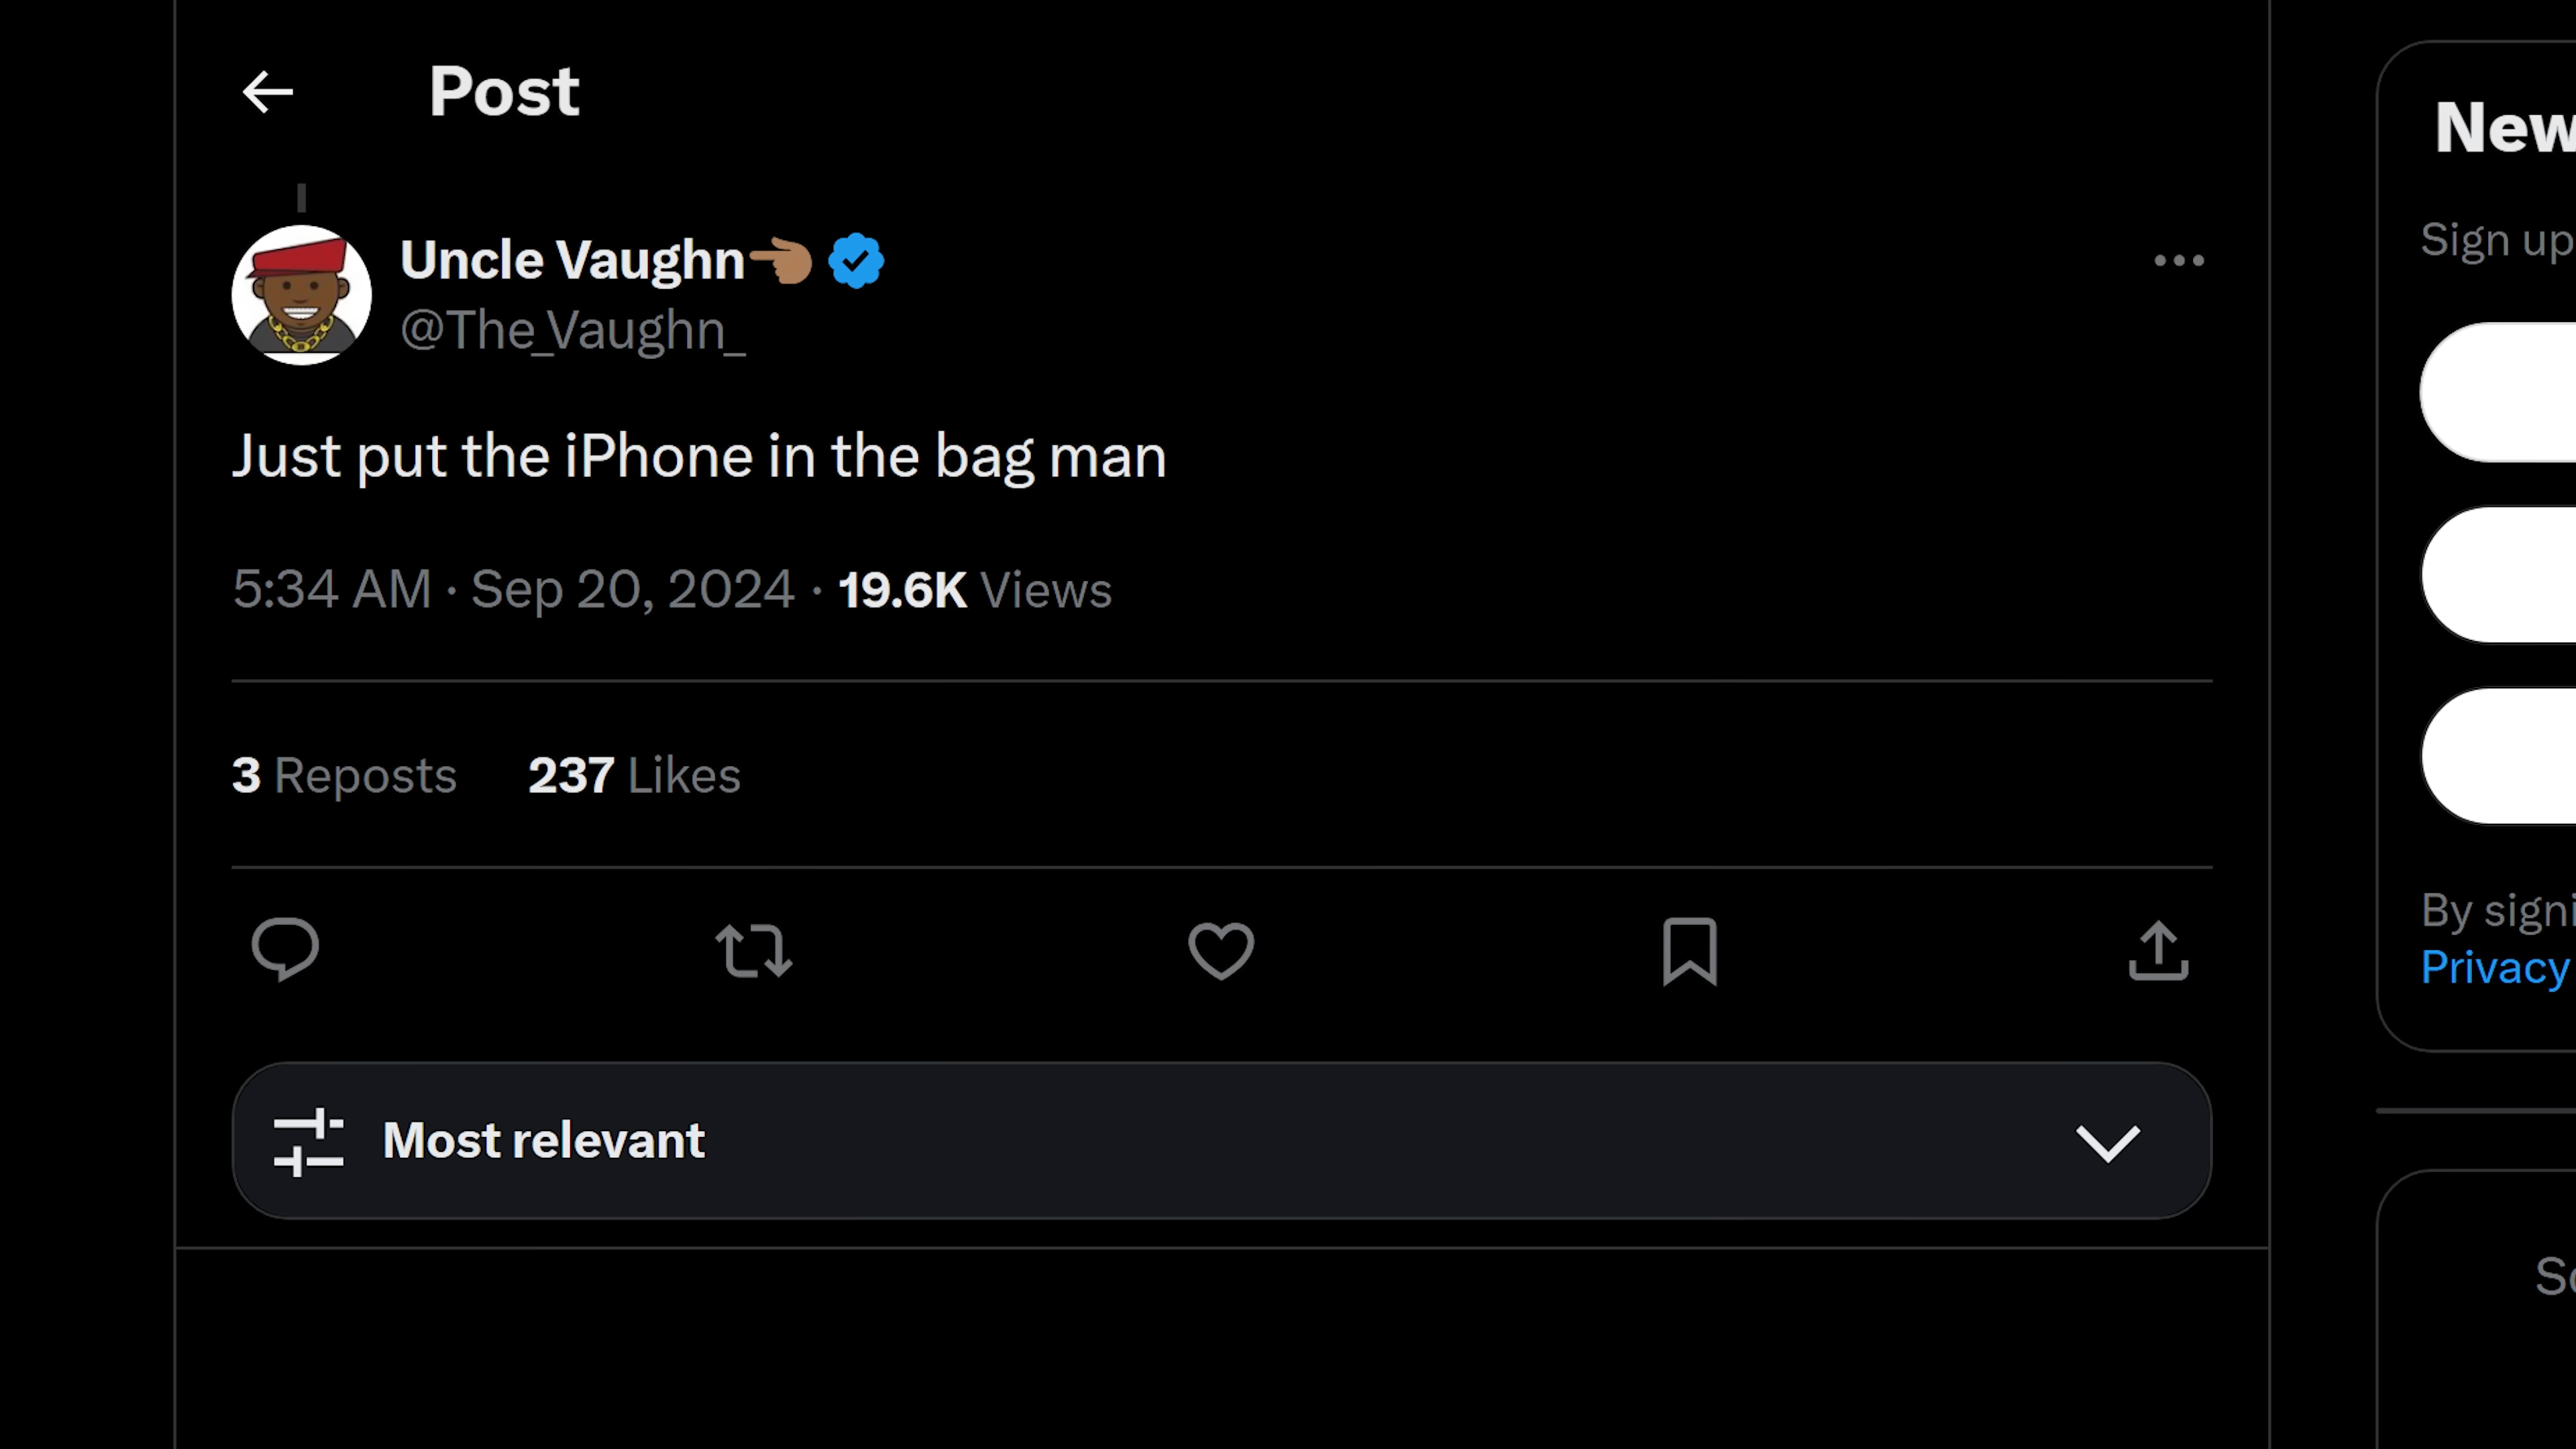 Post
Uncle Vaughn👈🏽
@The_Vaughn_
Just put the iPhone in the bag man
5:34 AM · Sep 20, 2024 · 19.6K Views
3 Reposts 237 Likes
Most relevant
New
Sign up
By signi
Privacy